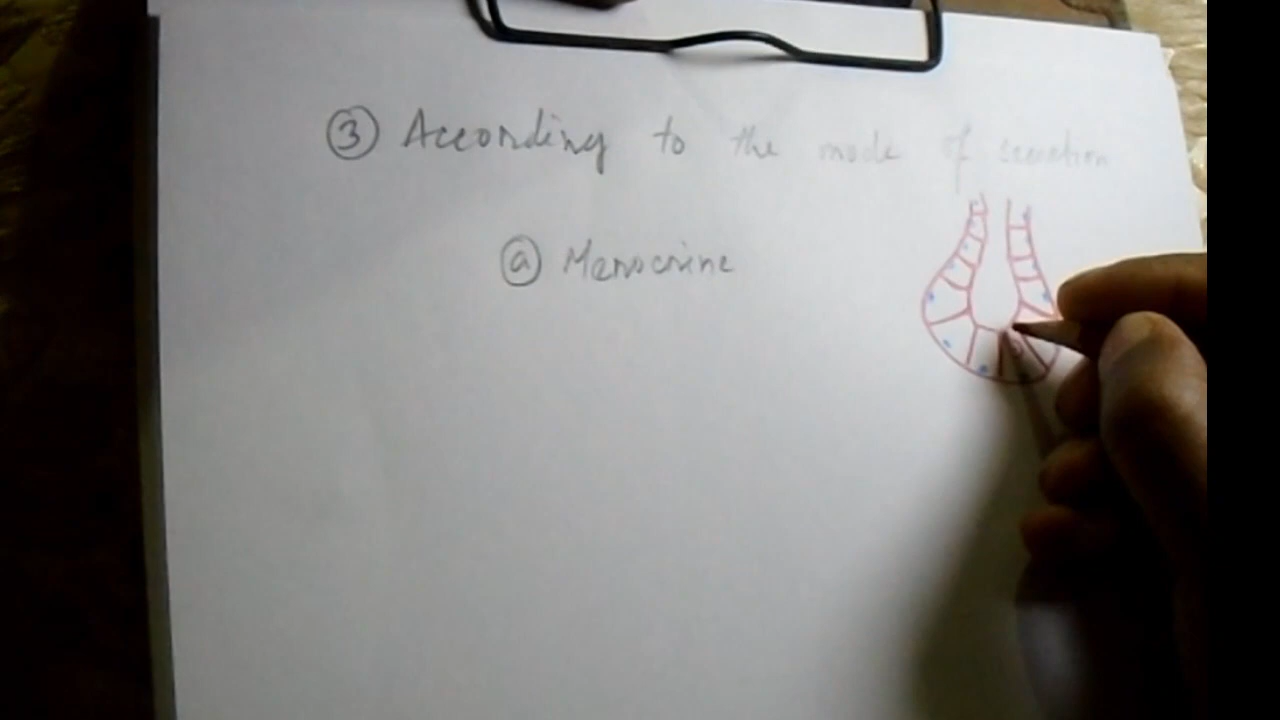 ③ According to the mode of secretion
ⓐ Merocrine